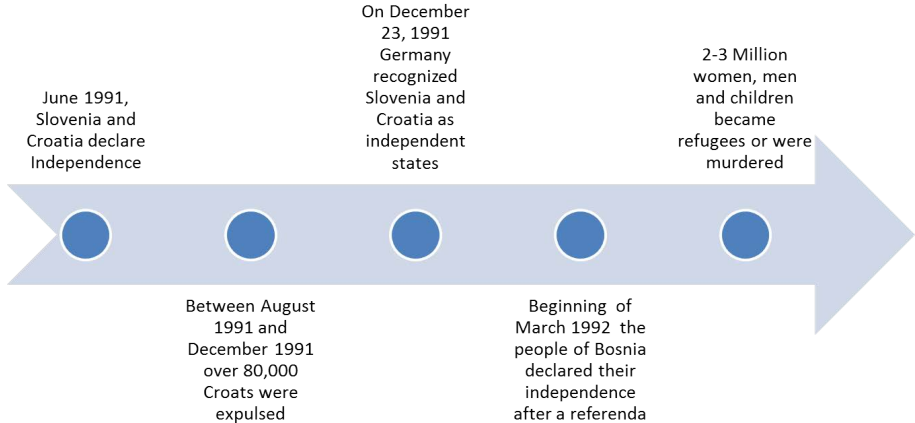 June 1991,
Slovenia and
Croatia declare
Independence
Between August
1991 and
December 1991
over 80,000
Croats were
expulsed
On December
23, 1991
Germany
recognized
Slovenia and
Croatia as
independent
states
Beginning of
March 1992 the
people of Bosnia
declared their
independence
after a referenda
2-3 Million
women, men
and children
became
refugees or were
murdered